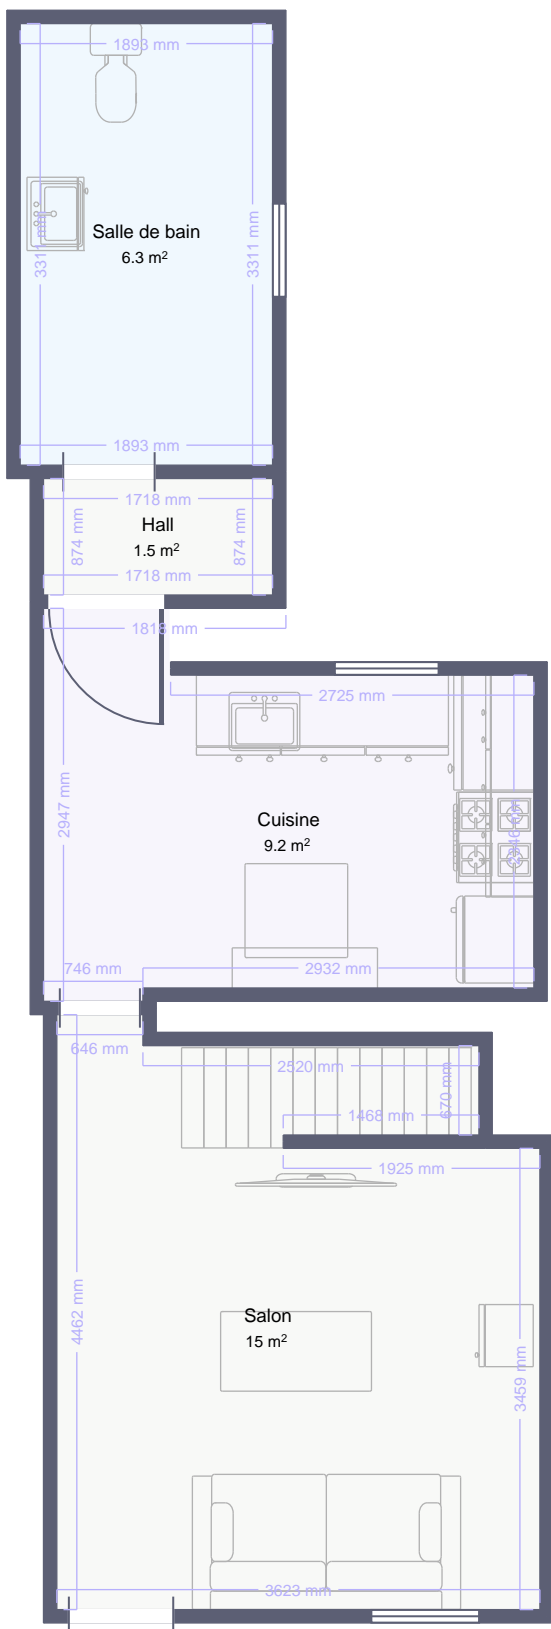 1893 mm
3311 mm
3311 mm
Salle de bain
6.3 m²
1893 mm
1718 mm
874 mm
874 mm
Hall
1.5 m²
1718 mm
1818 mm
2725 mm
2947 mm
Cuisine
9.2 m²
746 mm
2932 mm
646 mm
2520 mm
670 mm
1468 mm
1925 mm
4462 mm
Salon
15 m²
3459 mm
3623 mm